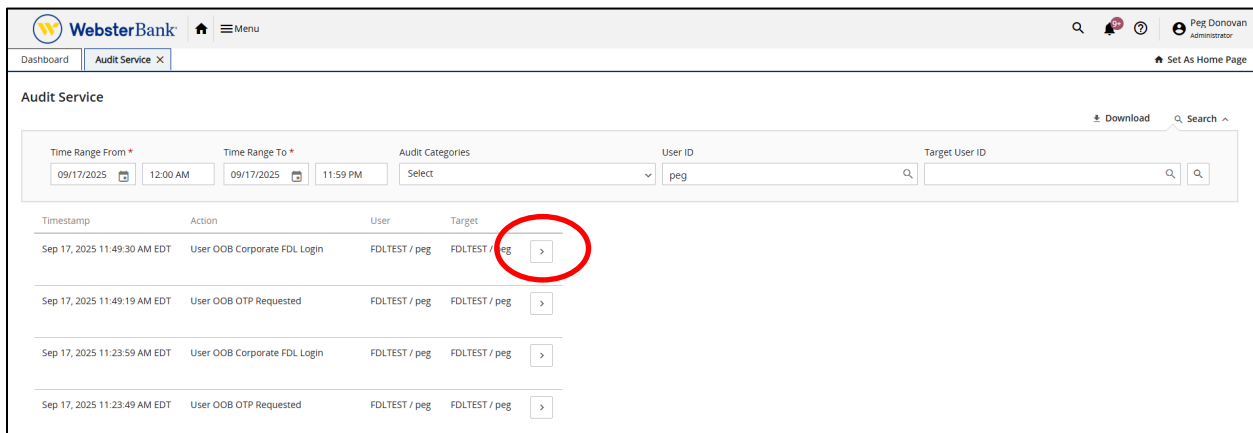 WebsterBank Menu 9+ Peg Donovan
Administrator
Dashboard Audit Service Set As Home Page
Audit Service
Download Search
Time Range From * Time Range To * Audit Categories User ID Target User ID
09/17/2025 12:00 AM 09/17/2025 11:59 PM Select peg
Timestamp Action User Target
Sep 17, 2025 11:49:30 AM EDT User OOB Corporate FDL Login FDLTEST / peg FDLTEST / peg
Sep 17, 2025 11:49:19 AM EDT User OOB OTP Requested FDLTEST / peg FDLTEST / peg
Sep 17, 2025 11:23:59 AM EDT User OOB Corporate FDL Login FDLTEST / peg FDLTEST / peg
Sep 17, 2025 11:23:49 AM EDT User OOB OTP Requested FDLTEST / peg FDLTEST / peg